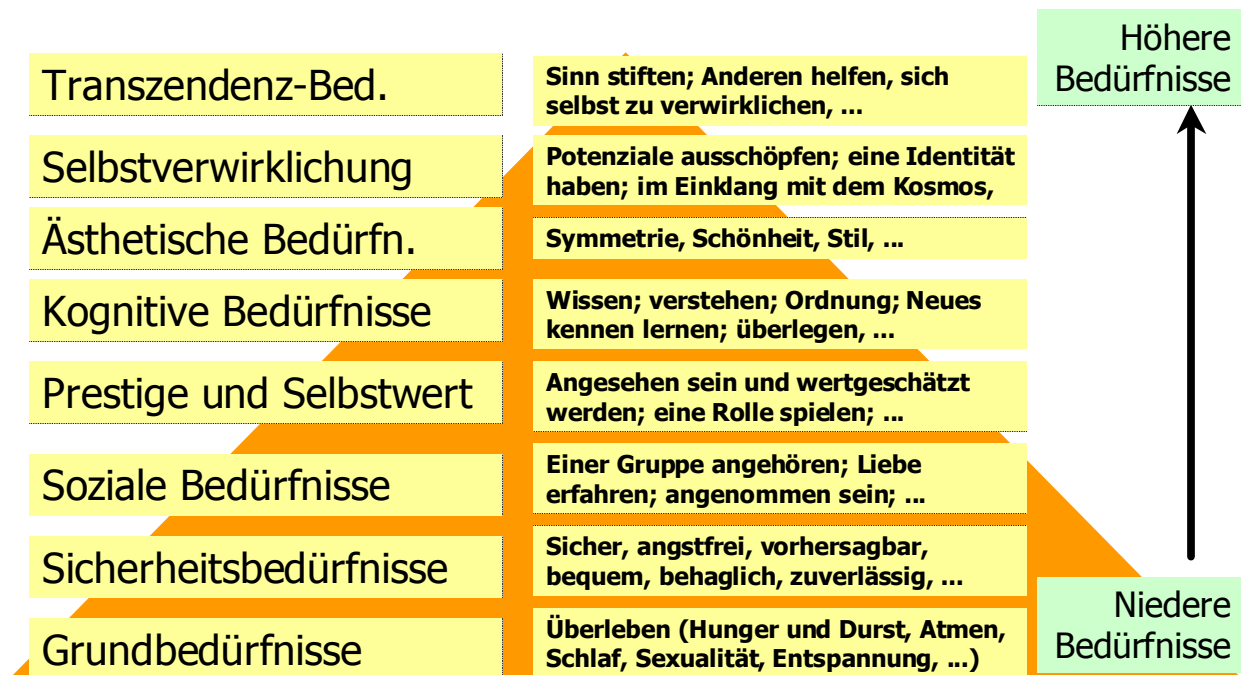 Höhere
Bedürfnisse
Transzendenz-Bed.
Sinn stiften; Anderen helfen, sich
selbst zu verwirklichen, ...
Selbstverwirklichung
Potenziale ausschöpfen; eine Identität
haben; im Einklang mit dem Kosmos,
Ästhetische Bedürfn.
Symmetrie, Schönheit, Stil, ...
Kognitive Bedürfnisse
Wissen; verstehen; Ordnung; Neues
kennen lernen; überlegen, ...
Prestige und Selbstwert
Angesehen sein und wertgeschätzt
werden; eine Rolle spielen; ...
Soziale Bedürfnisse
Einer Gruppe angehören; Liebe
erfahren; angenommen sein; ...
Sicherheitsbedürfnisse
Sicher, angstfrei, vorhersagbar,
bequem, behaglich, zuverlässig, ...
Grundbedürfnisse
Überleben (Hunger und Durst, Atmen,
Schlaf, Sexualität, Entspannung, ...)
Niedere
Bedürfnisse